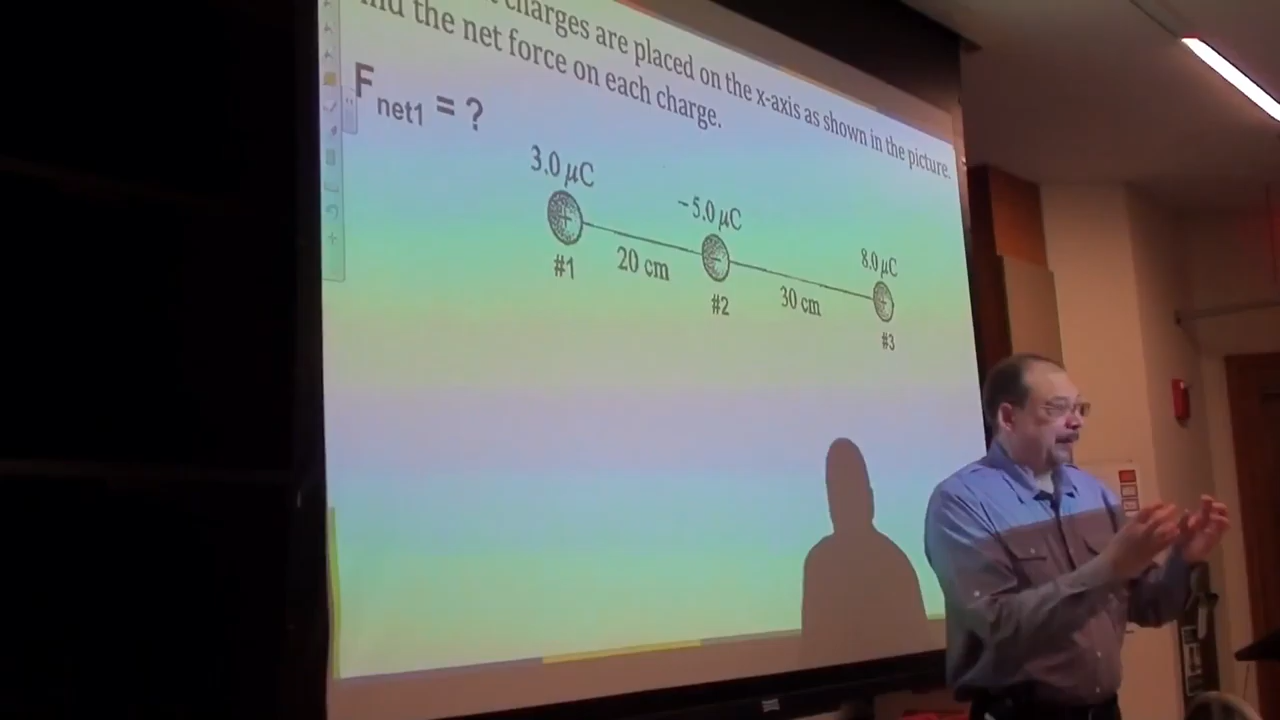 charges are placed on the x-axis as shown in the picture.
the net force on each charge.
F net1 = ?
3.0 μC
-5.0 μC
8.0 μC
20 cm
30 cm
#1
#2
#3